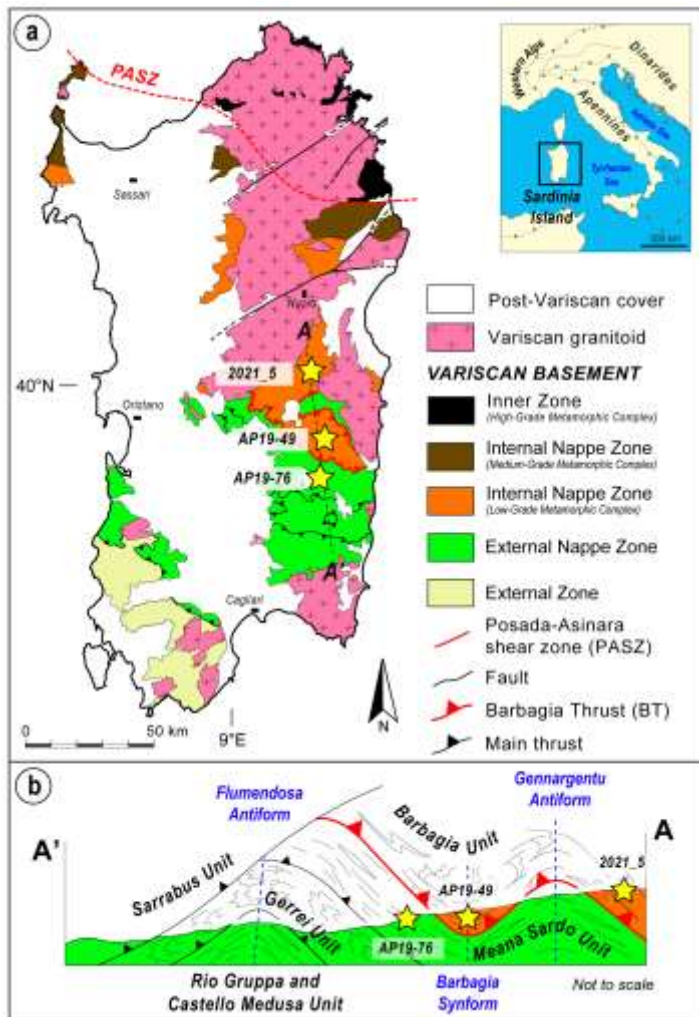 a
PASZ
Sassari
Nuoro
A
2021_5
40°N
Oristano
AP19-49
AP19-76
A'
Cagliari
0
50 km
9°E
N
Western Alps
Dinarides
Apennines
Adriatic Sea
Tyrrhenian
Sea
Sardinia
Island
Post-Variscan cover
Variscan granitoid
VARISCAN BASEMENT
Inner Zone
(High-Grade Metamorphic Complex)
Internal Nappe Zone
(Medium-Grade Metamorphic Complex)
Internal Nappe Zone
(Low-Grade Metamorphic Complex)
External Nappe Zone
External Zone
Posada-Asinara
shear zone (PASZ)
Fault
Barbagia Thrust (BT)
Main thrust
b
Flumendosa
Antiform
Gennargentu
Antiform
A'
A
Sarrabus Unit
Gerrei Unit
Barbagia Unit
2021_5
AP19-49
AP19-76
Meana Sardo Unit
Rio Gruppa and
Castello Medusa Unit
Barbagia
Synform
Not to scale